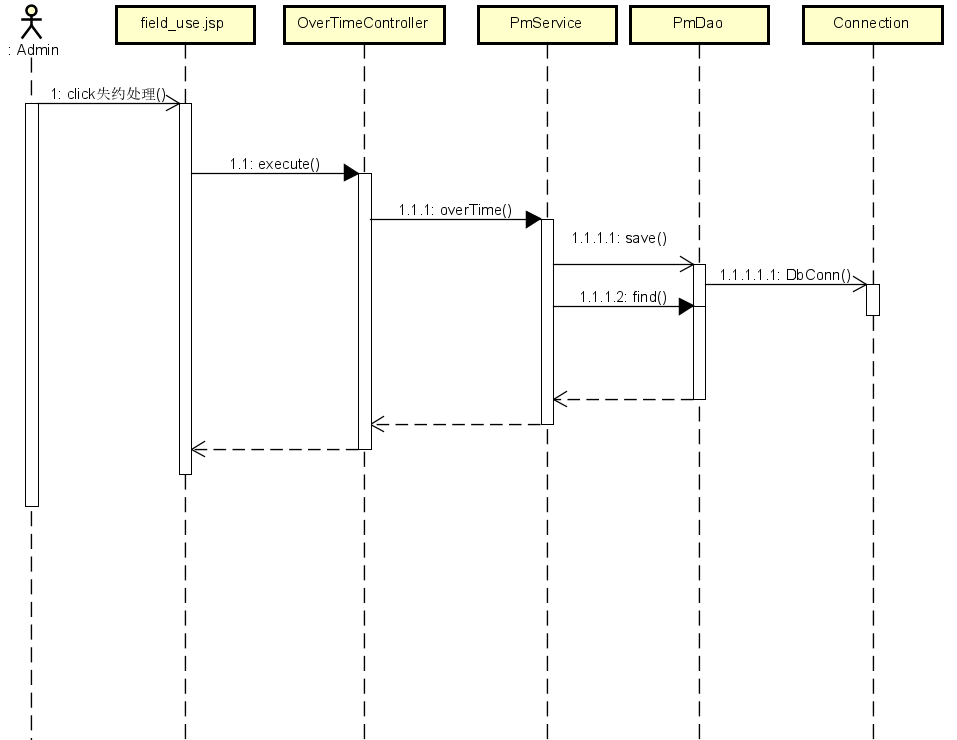 : Admin
field_use.jsp
OverTimeController
PmService
PmDao
Connection
1: click失约处理()
1.1: execute()
1.1.1: overTime()
1.1.1.1: save()
1.1.1.1.1: DbConn()
1.1.1.2: find()